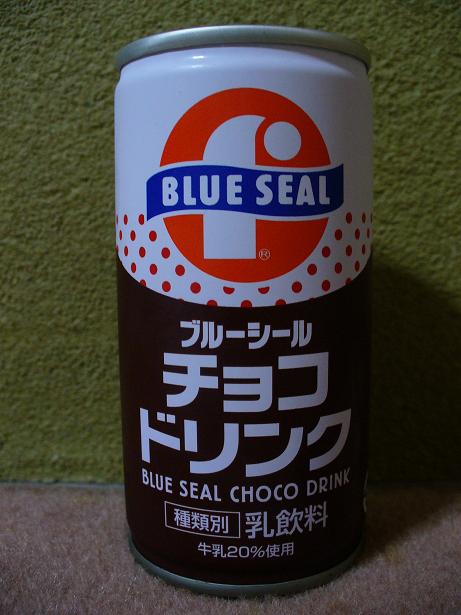 BLUE SEAL
®
ブルーシール
チョコ
ドリンク
BLUE SEAL CHOCO DRINK
種類別 乳飲料
牛乳20%使用